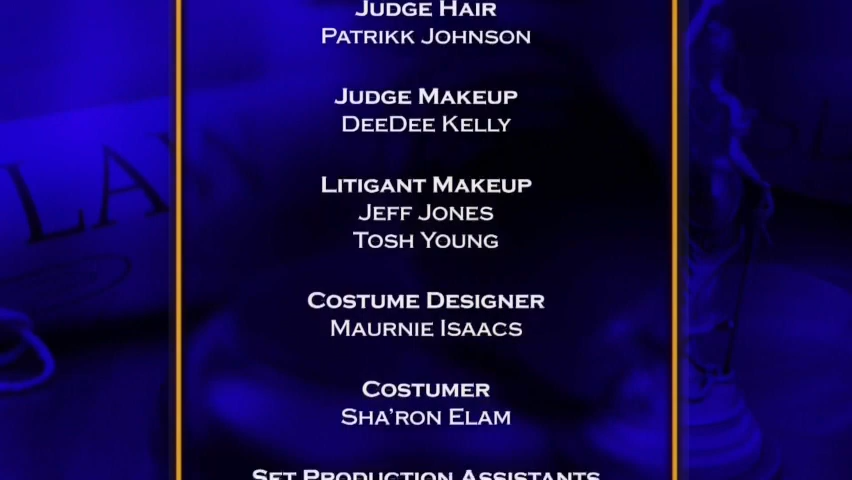 JUDGE HAIR
PATRIKK JOHNSON
JUDGE MAKEUP
DEEDEE KELLY
LITIGANT MAKEUP
JEFF JONES
TOSH YOUNG
COSTUME DESIGNER
MAURNIE ISAACS
COSTUMER
SHA'RON ELAM
SET PRODUCTION ASSISTANTS
LAW